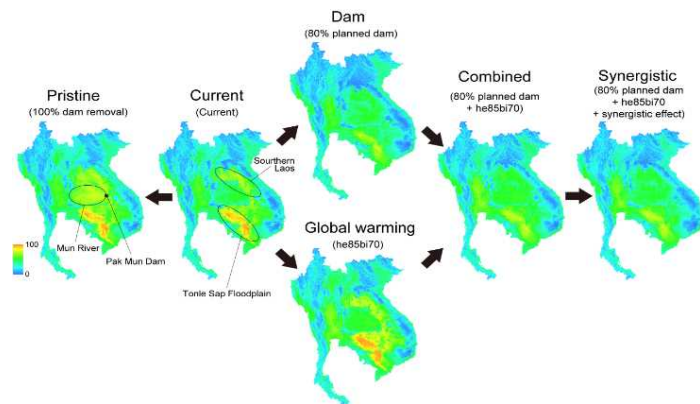 Dam
(80% planned dam)
Pristine
(100% dam removal)
Current
(Current)
Combined
(80% planned dam
+ he85bi70)
Synergistic
(80% planned dam
+ he85bi70
+ synergistic effect)
Sourthern
Laos
Mun River
Pak Mun Dam
Tonle Sap Floodplain
Global warming
(he85bi70)
100
0